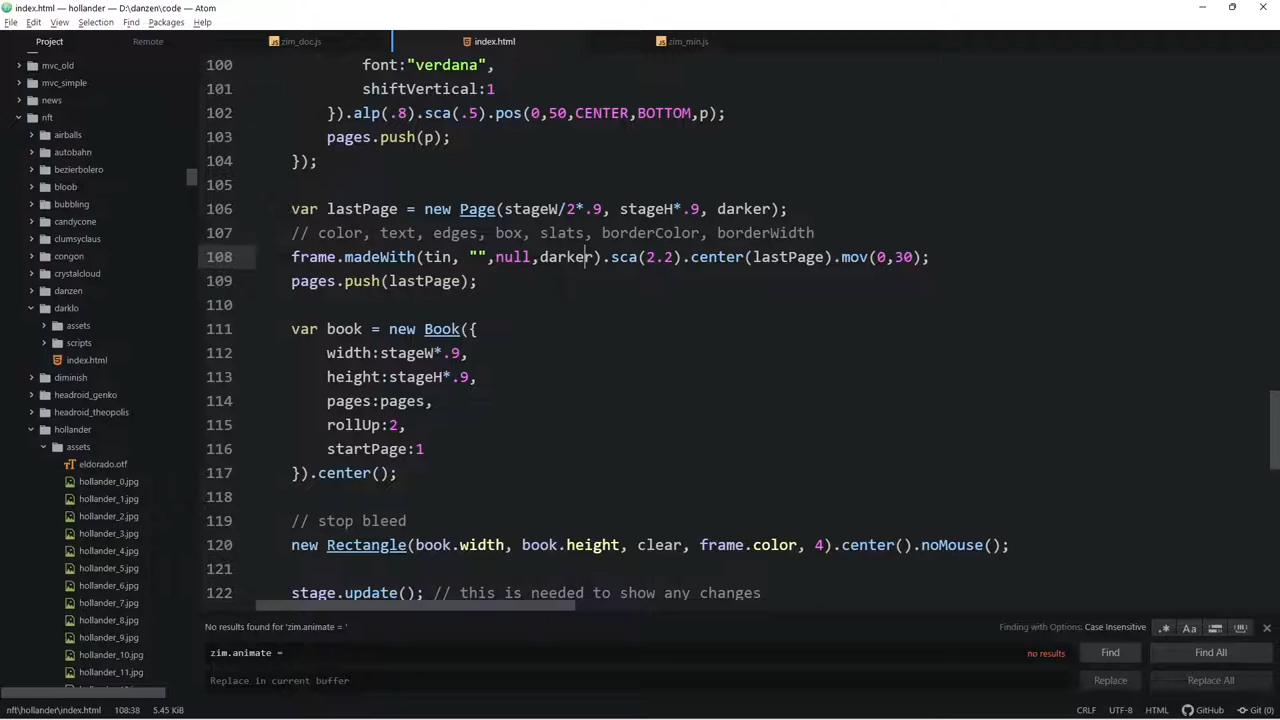 index.html — hollander — D:\danzen\code — Atom
File Edit View Selection Find Packages Help
Project Remote zim_doc.js index.html zim_min.js
mvc_old
mvc_simple
news
nft
airballs
autobahn
bezierbolero
bloob
bubbling
candycone
clumsyclaus
congon
crystalcloud
danzen
darklo
assets
scripts
index.html
diminish
headroid_genko
headroid_theopolis
hollander
assets
eldorado.otf
hollander_0.jpg
hollander_1.jpg
hollander_2.jpg
hollander_3.jpg
hollander_4.jpg
hollander_5.jpg
hollander_6.jpg
hollander_7.jpg
hollander_8.jpg
hollander_9.jpg
hollander_10.jpg
hollander_11.jpg
100 font:"verdana",
101 shiftVertical:1
102 }).alp(.8).sca(.5).pos(0,50,CENTER,BOTTOM,p);
103 pages.push(p);
104 });
105
106 var lastPage = new Page(stageW/2*.9, stageH*.9, darker);
107 // color, text, edges, box, slats, borderColor, borderWidth
108 frame.madeWith(tin, "",null,darker).sca(2.2).center(lastPage).mov(0,30);
109 pages.push(lastPage);
110
111 var book = new Book({
112 width:stageW*.9,
113 height:stageH*.9,
114 pages:pages,
115 rollUp:2,
116 startPage:1
117 }).center();
118
119 // stop bleed
120 new Rectangle(book.width, book.height, clear, frame.color, 4).center().noMouse();
121
122 stage.update(); // this is needed to show any changes
No results found for 'zim.animate = ' Finding with Options: Case Insensitive .* Aa
zim.animate = no results Find Find All
Replace in current buffer Replace Replace All
nft\hollander\index.html 108:38 5.45 KiB CRLF UTF-8 HTML GitHub Git (0)